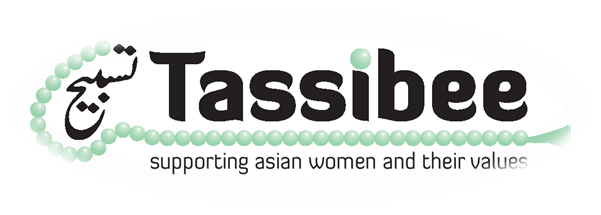 تسبیح
Tassibee
supporting asian women and their values